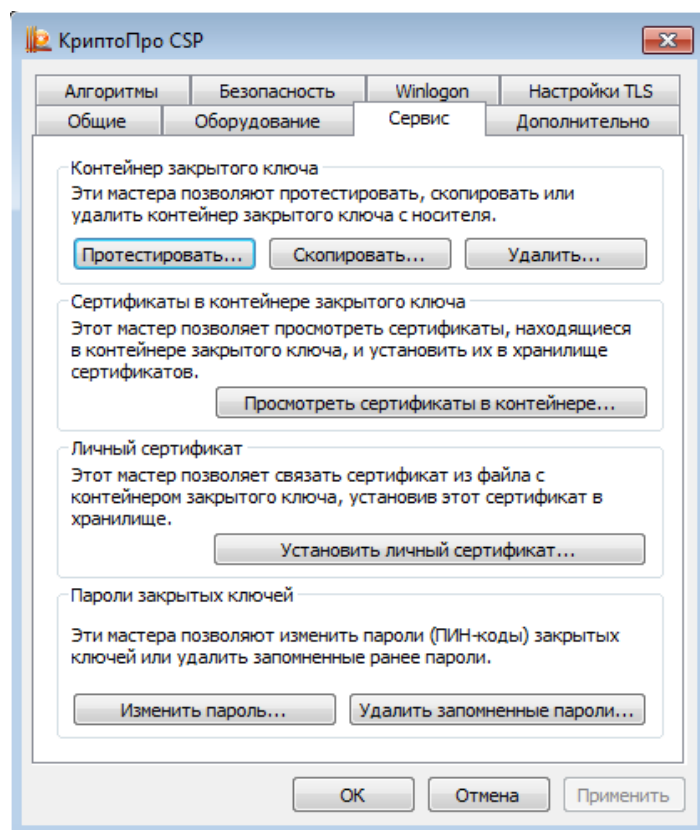 КриптоПро CSP
Алгоритмы Безопасность Winlogon Настройки TLS
Общие Оборудование Сервис Дополнительно
Контейнер закрытого ключа
Эти мастера позволяют протестировать, скопировать или
удалить контейнер закрытого ключа с носителя.
Протестировать... Скопировать... Удалить...
Сертификаты в контейнере закрытого ключа
Этот мастер позволяет просмотреть сертификаты, находящиеся
в контейнере закрытого ключа, и установить их в хранилище
сертификатов.
Просмотреть сертификаты в контейнере...
Личный сертификат
Этот мастер позволяет связать сертификат из файла с
контейнером закрытого ключа, установив этот сертификат в
хранилище.
Установить личный сертификат...
Пароли закрытых ключей
Эти мастера позволяют изменить пароли (ПИН-коды) закрытых
ключей или удалить запомненные ранее пароли.
Изменить пароль... Удалить запомненные пароли...
ОК Отмена Применить